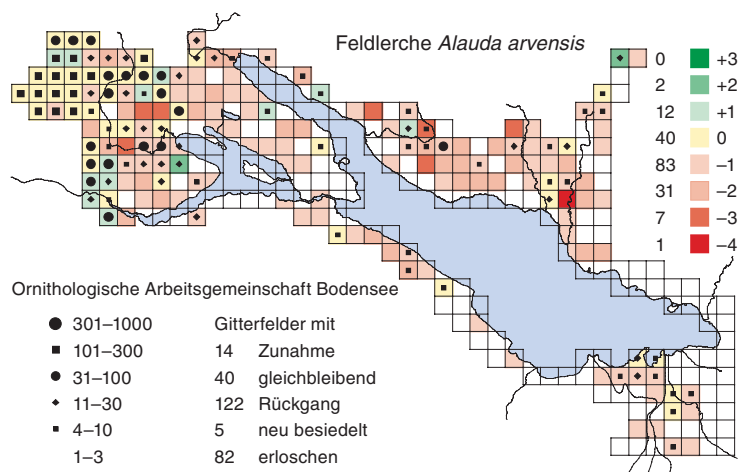 Feldlerche Alauda arvensis
0 +3
2 +2
12 +1
40 0
83 –1
31 –2
7 –3
1 –4
Ornithologische Arbeitsgemeinschaft Bodensee
301–1000 Gitterfelder mit
101–300 14 Zunahme
31–100 40 gleichbleibend
11–30 122 Rückgang
4–10 5 neu besiedelt
1–3 82 erloschen